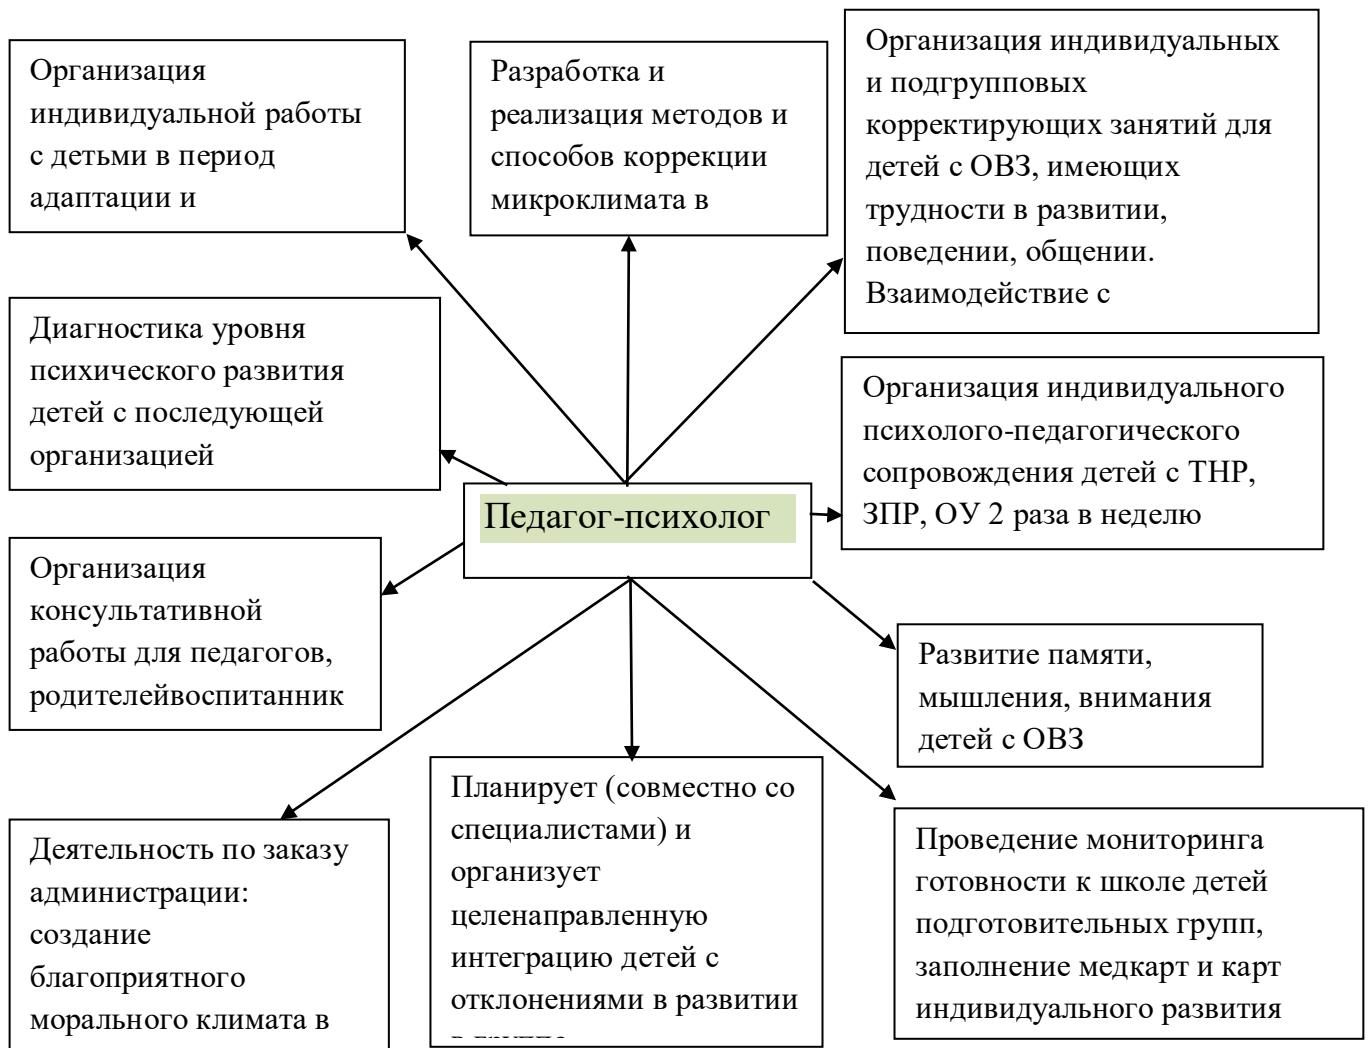 Организация
индивидуальной работы
с детьми в период
адаптации и
Разработка и
реализация методов и
способов коррекции
микроклимата в
Организация индивидуальных
и подгрупповых
корректирующих занятий для
детей с ОВЗ, имеющих
трудности в развитии,
поведении, общении.
Взаимодействие с
Диагностика уровня
психического развития
детей с последующей
организацией
Организация индивидуального
психолого-педагогического
сопровождения детей с ТНР,
ЗПР, ОУ 2 раза в неделю
Педагог-психолог
Организация
консультативной
работы для педагогов,
родителейвоспитанник
Развитие памяти,
мышления, внимания
детей с ОВЗ
Деятельность по заказу
администрации:
создание
благоприятного
морального климата в
Планирует (совместно со
специалистами) и
организует
целенаправленную
интеграцию детей с
отклонениями в развитии
Проведение мониторинга
готовности к школе детей
подготовительных групп,
заполнение медкарт и карт
индивидуального развития